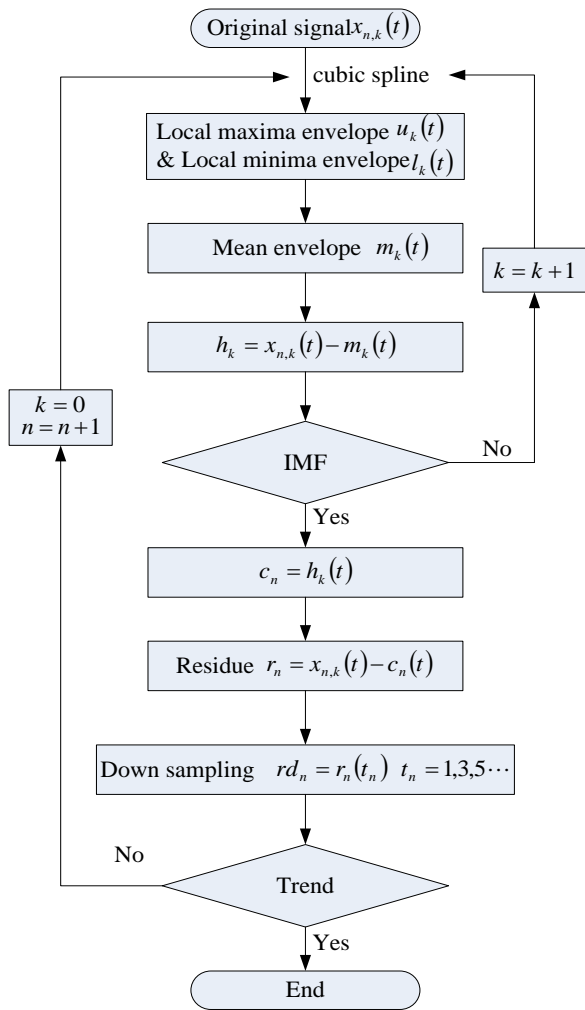 Original signal x_{n,k}(t)
cubic spline
Local maxima envelope u_k(t)
& Local minima envelope l_k(t)
Mean envelope m_k(t)
k = k+1
h_k = x_{n,k}(t) − m_k(t)
k = 0
n = n+1
IMF
No
Yes
c_n = h_k(t)
Residue r_n = x_{n,k}(t) − c_n(t)
Down sampling rd_n = r_n(t_n) t_n = 1,3,5⋯
No
Trend
Yes
End